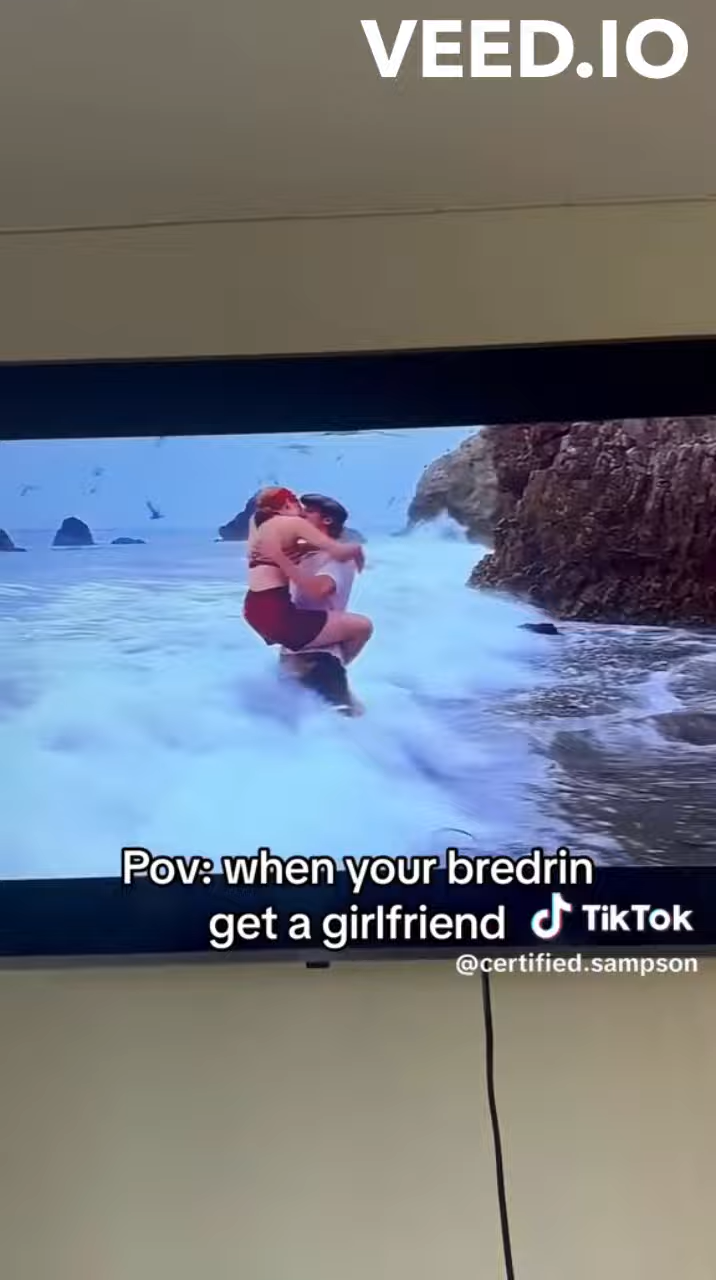 VEED.IO
Pov: when your bredrin
get a girlfriend
TikTok
@certified.sampson